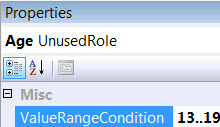 Properties
Age UnusedRole
Misc
ValueRangeCondition 13..19